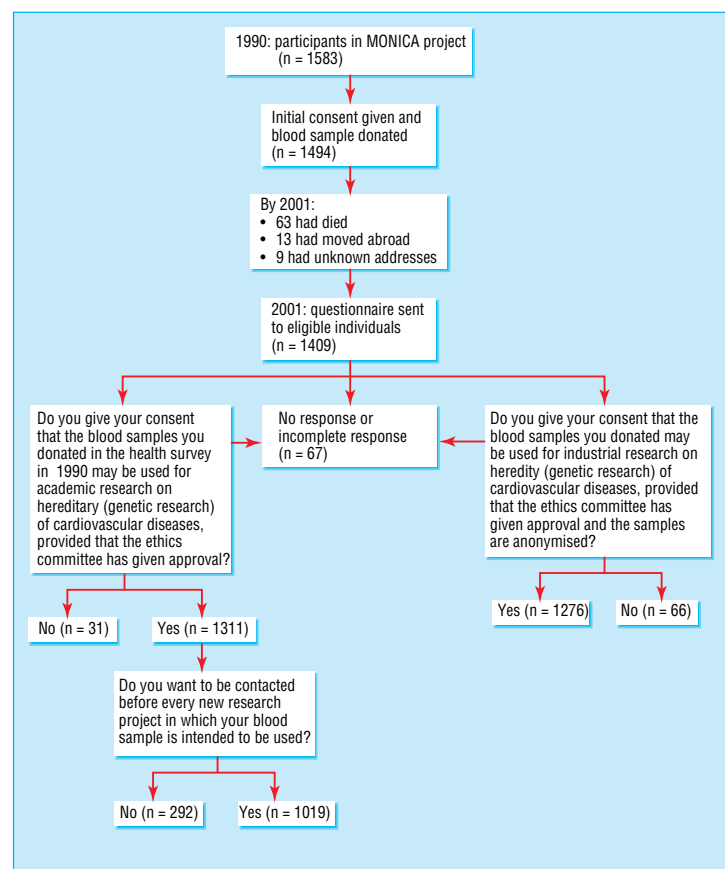 1990: participants in MONICA project
(n = 1583)
Initial consent given and
blood sample donated
(n = 1494)
By 2001:
• 63 had died
• 13 had moved abroad
• 9 had unknown addresses
2001: questionnaire sent
to eligible individuals
(n = 1409)
Do you give your consent
that the blood samples you
donated in the health survey
in 1990 may be used for
academic research on
hereditary (genetic research)
of cardiovascular diseases,
provided that the ethics
committee has given approval?
No response or
incomplete response
(n = 67)
Do you give your consent that the
blood samples you donated may
be used for industrial research on
heredity (genetic research) of
cardiovascular diseases, provided
that the ethics committee has
given approval and the samples
are anonymised?
No (n = 31)
Yes (n = 1311)
Yes (n = 1276)
No (n = 66)
Do you want to be contacted
before every new research
project in which your blood
sample is intended to be used?
No (n = 292)
Yes (n = 1019)